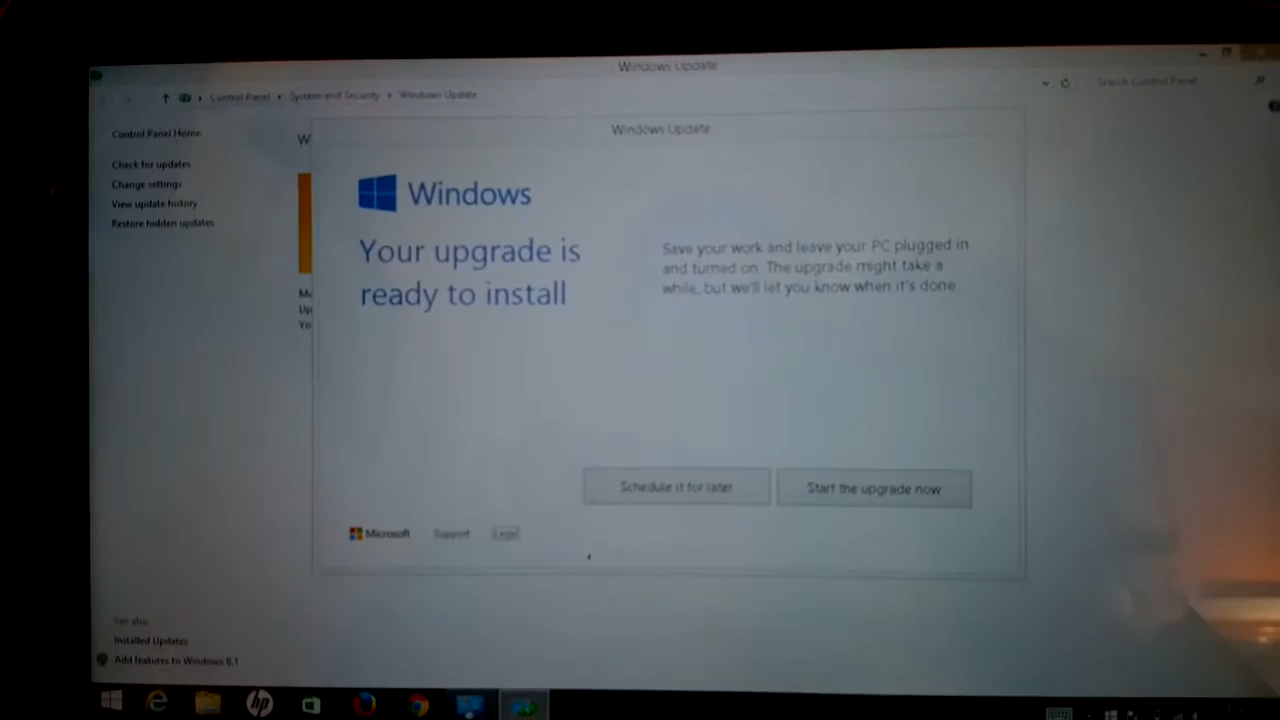 Windows Update
Control Panel
System and Security
Windows Update
Search Control Panel
Control Panel Home
Check for updates
Change settings
View update history
Restore hidden updates
W
Mo
Up
Yo
Windows Update
Windows
Your upgrade is
ready to install
Save your work and leave your PC plugged in
and turned on. The upgrade might take a
while, but we'll let you know when it's done
Schedule it for later
Start the upgrade now
Microsoft
Support
Legal
See also
Installed Updates
Add features to Windows 8.1
hp